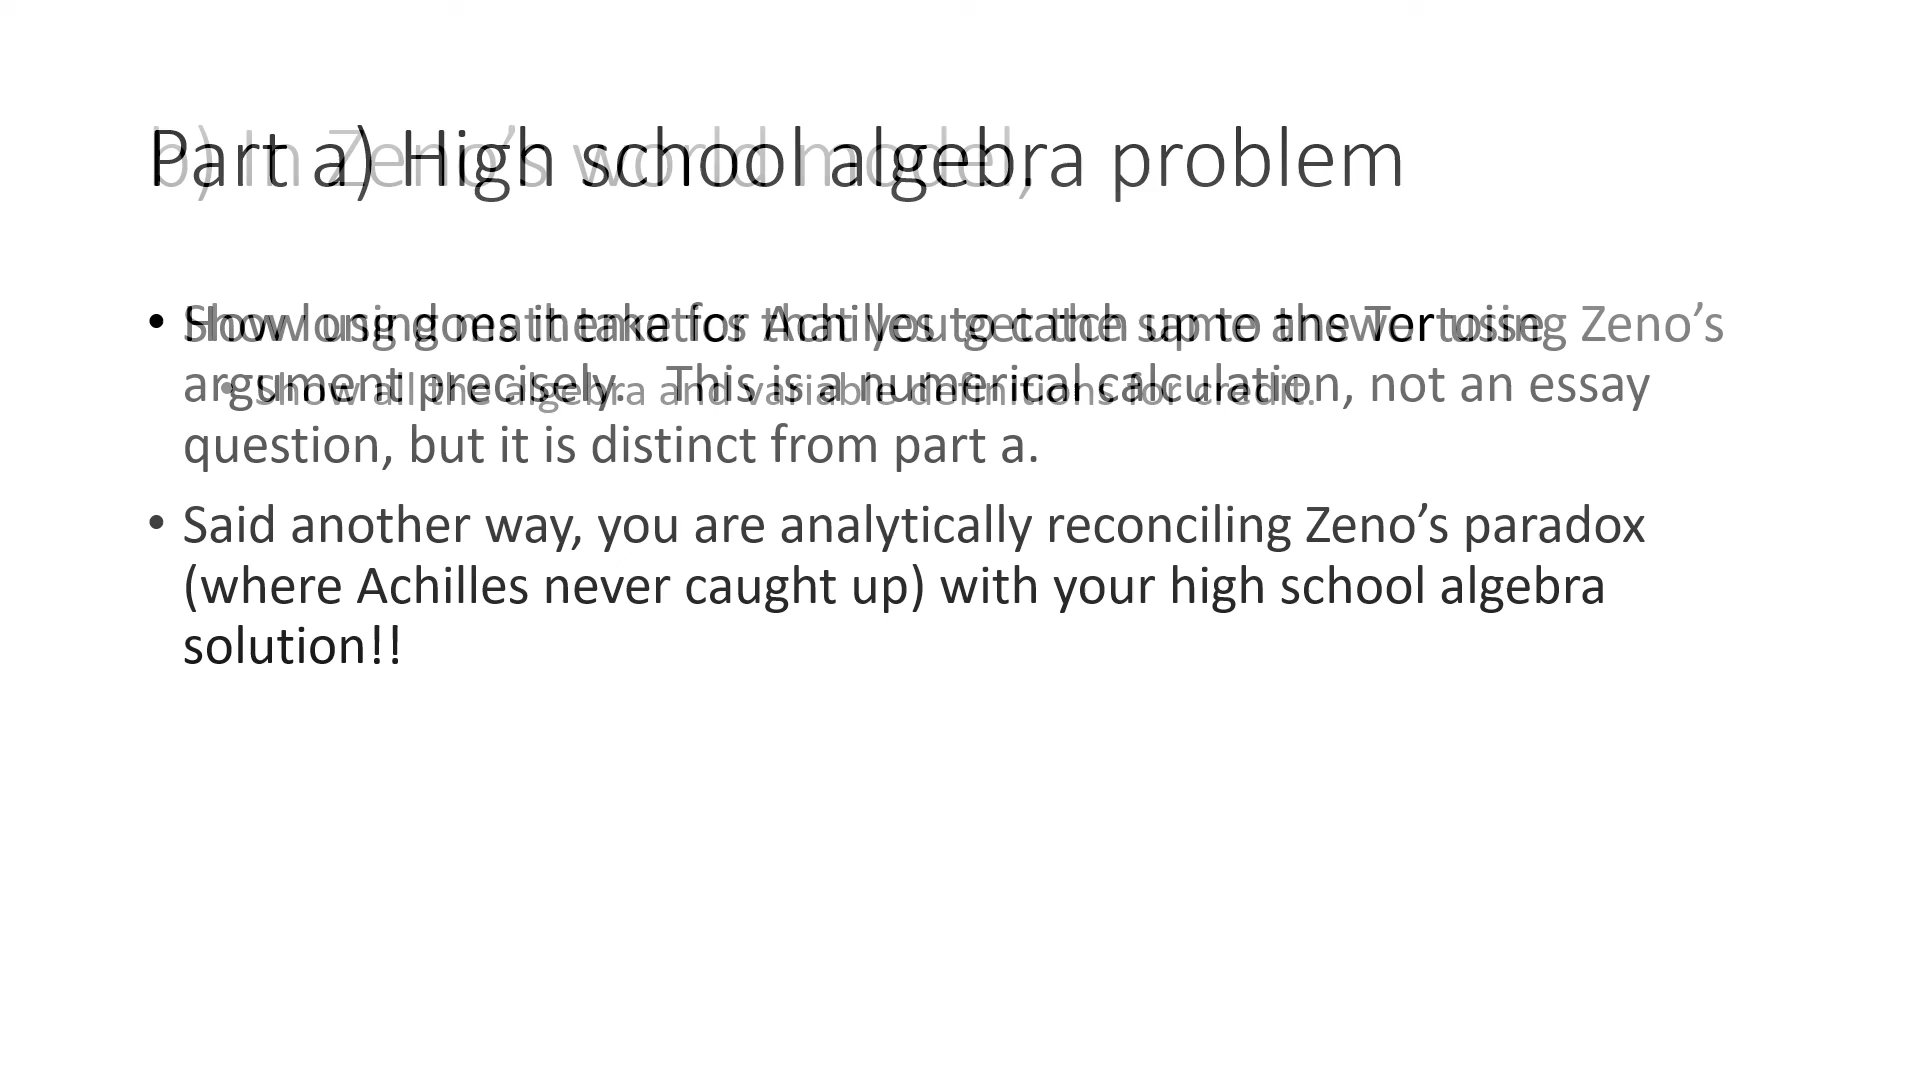 Part a) High school algebra problem
b) In Zeno’s world model,
• How long does it take for Achilles to catch up to the Tortoise
• Show all the algebra and variable definitions for credit.
• Show using mathematics that you get the same answer using Zeno’s
argument precisely. This is a numerical calculation, not an essay
question, but it is distinct from part a.
• Said another way, you are analytically reconciling Zeno’s paradox
(where Achilles never caught up) with your high school algebra
solution!!